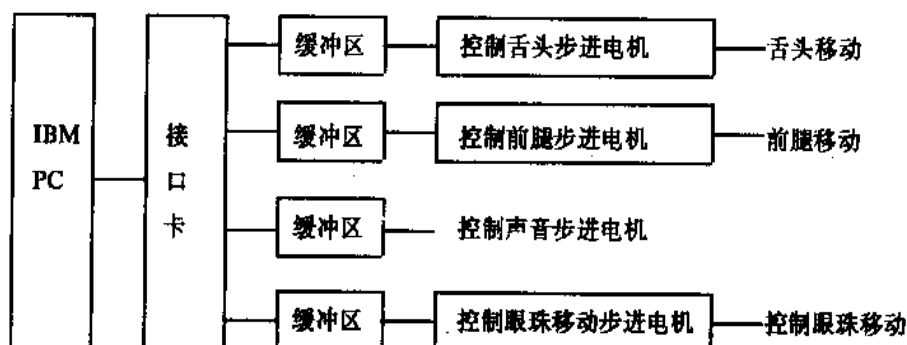 IBM
PC
接
口
卡
缓冲区
控制舌头步进电机
舌头移动
缓冲区
控制前腿步进电机
前腿移动
缓冲区
控制声音步进电机
缓冲区
控制眼珠移动步进电机
控制眼珠移动